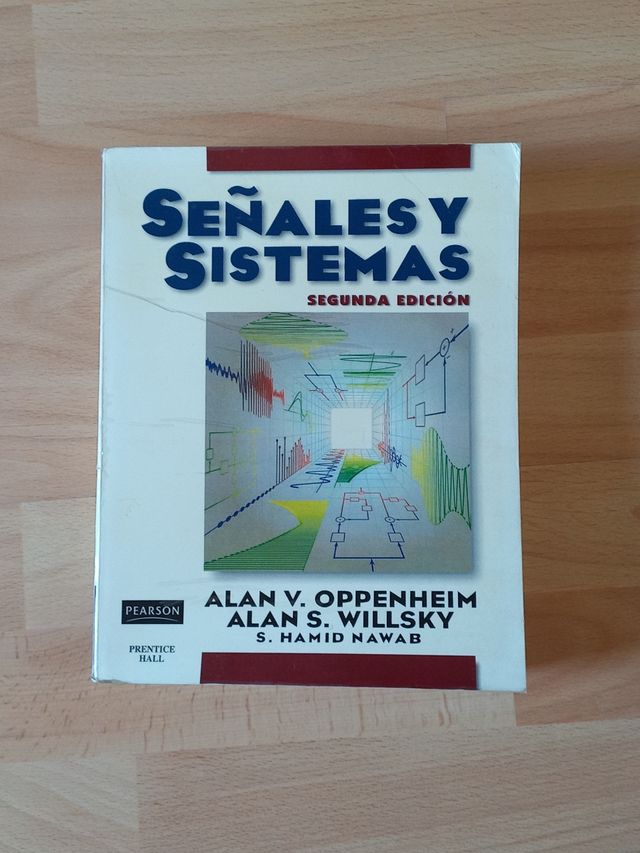 SEÑALES Y
SISTEMAS
SEGUNDA EDICIÓN
ALAN V. OPPENHEIM
ALAN S. WILLSKY
S. HAMID NAWAB
PEARSON
PRENTICE
HALL